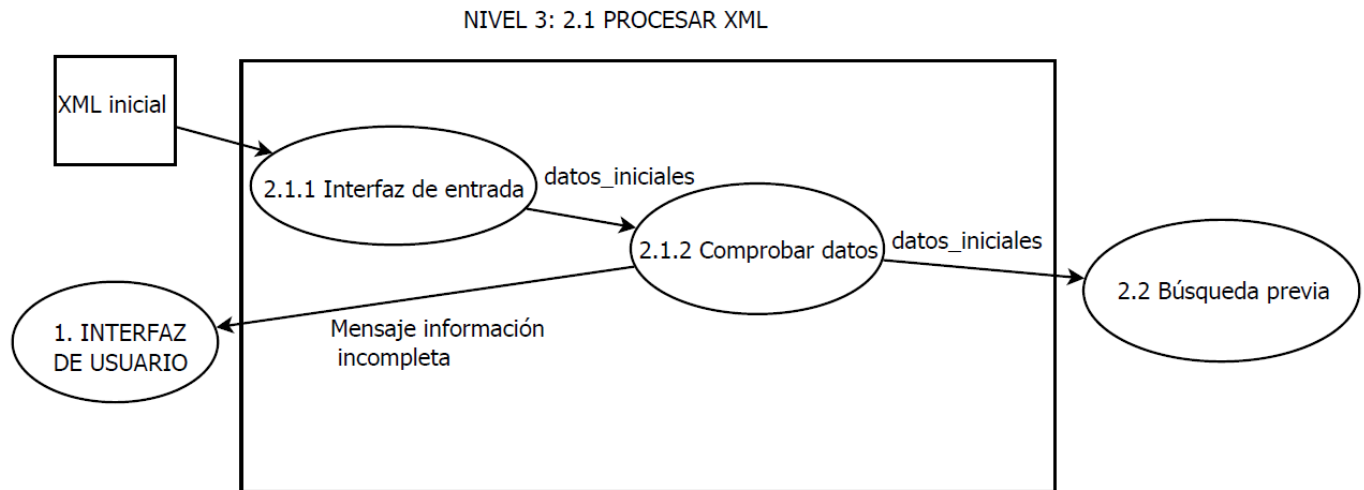 NIVEL 3: 2.1 PROCESAR XML
XML inicial
2.1.1 Interfaz de entrada
datos_iniciales
2.1.2 Comprobar datos
datos_iniciales
2.2 Búsqueda previa
1. INTERFAZ
DE USUARIO
Mensaje información
incompleta